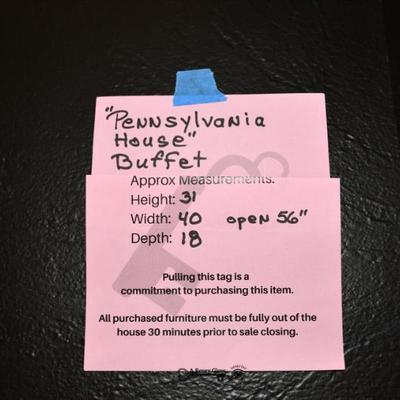 "Pennsylvania
House"
Buffet
Approx Measurements:
Height: 31
Width: 40 open 56"
Depth: 18
Pulling this tag is a
commitment to purchasing this item.
All purchased furniture must be fully out of the
house 30 minutes prior to sale closing.